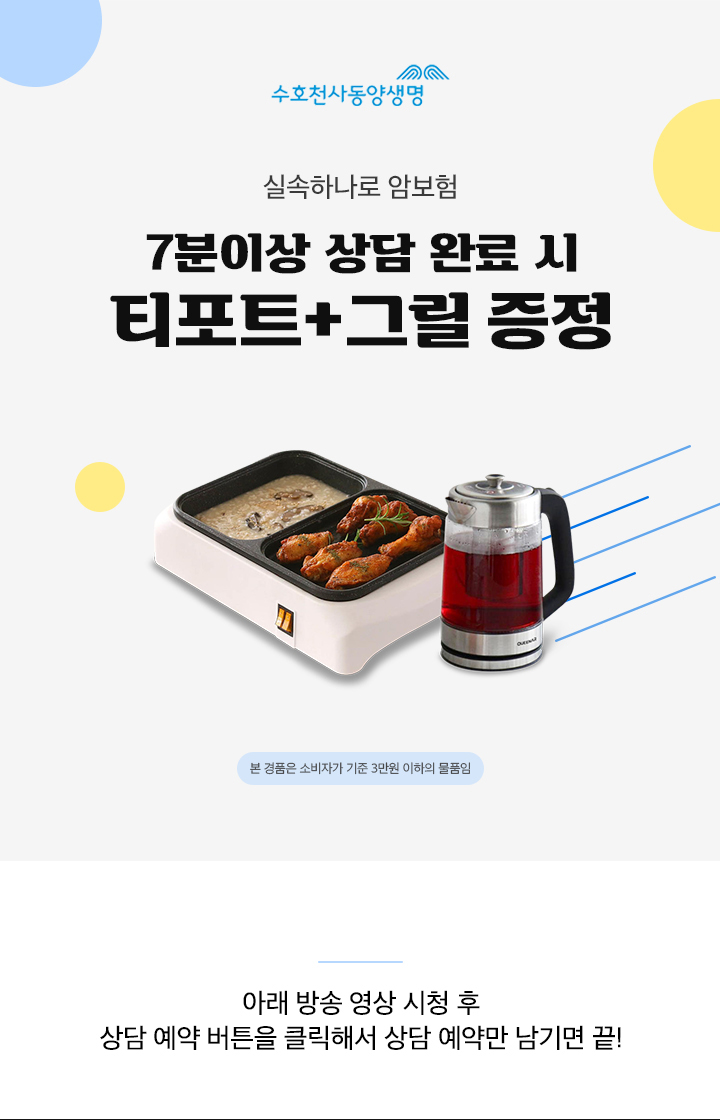 수호천사동양생명
실속하나로 암보험
7분이상 상담 완료 시
티포트+그릴 증정
본 경품은 소비자가 기준 3만원 이하의 물품임
아래 방송 영상 시청 후
상담 예약 버튼을 클릭해서 상담 예약만 남기면 끝!